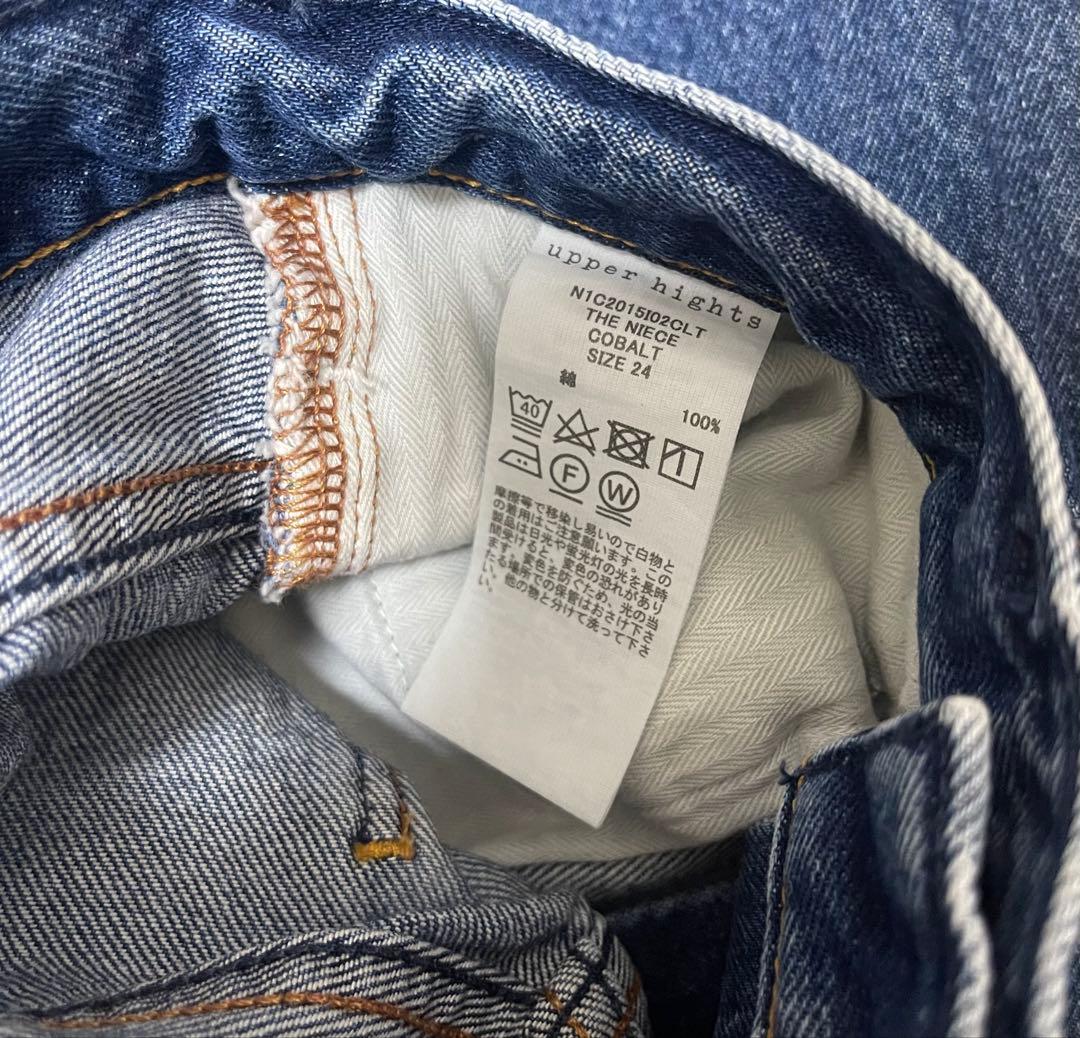 upper hights
N1C2015I02CLT
THE NIECE
COBALT
SIZE 24
綿 100%
40
F W
摩擦等で移染し易いので白物と
の着用はご注意願います。この
製品は日光や蛍光灯の光を長時
間受けると、変色の恐れがあり
ます。変色を防ぐため、光の当
たる場所での保管はおさけ下さ
い。他の物と分けて洗って下さ
い。